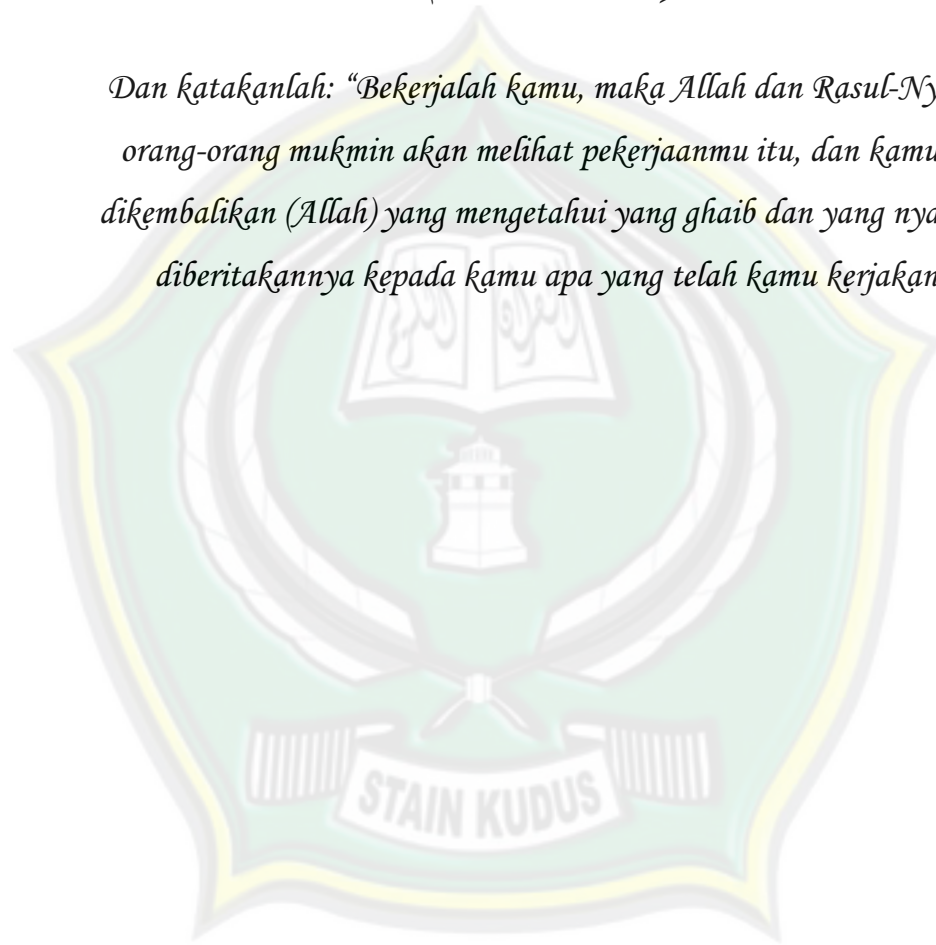 Dan katakanlah: “Bekerjalah kamu, maka Allah dan Rasul-Ny
orang-orang mukmin akan melihat pekerjaanmu itu, dan kamu
dikembalikan (Allah) yang mengetahui yang ghaib dan yang nya
diberitakannya kepada kamu apa yang telah kamu kerjakan
STAIN KUDUS